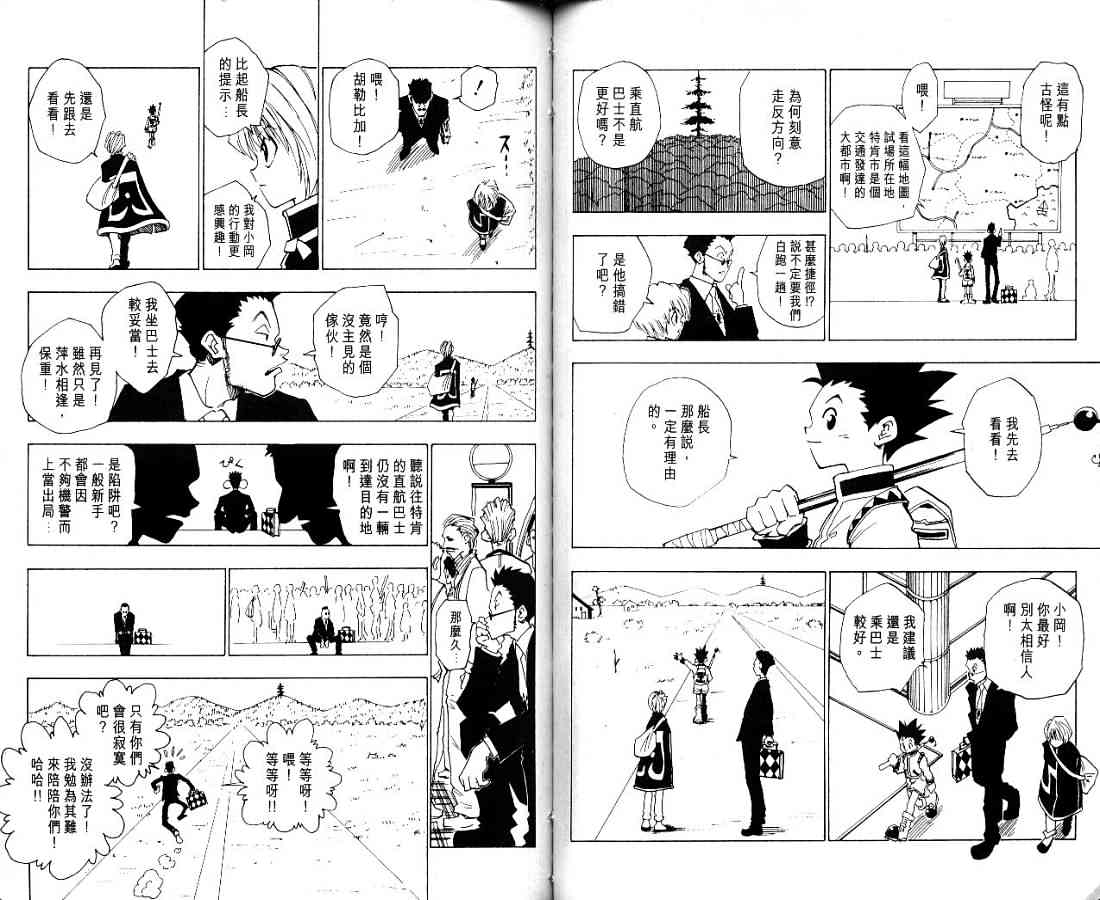 這有點
古怪呢！
喂！
看這幅地圖，
試場所在地
特肯市是個
交通發達的
大都市啊！
為何刻意
走反方向？
乘直航
巴士不是
更好嗎？
甚麼捷徑!?
說不定要我們
白跑一趟！
是他搞錯
了吧？
我先去
看看！
船長
那麼說，
一定有理由
的。
小岡！
你最好
別太相信人
啊！
我建議
還是
乘巴士
較好。
！
ス！
喂！
胡勒比加！
比起船長
的提示…
我對小岡
的行動更
感興趣！
還是
先跟去
看看！
哼！
竟然是個
沒主見的
傢伙！
我坐巴士去
較妥當！
再見了！
雖然只是
萍水相逢，
保重！
那麼久…
聽說往特肯
的直航巴士
仍沒有一輛
到達目的地
啊！
ぴく
是陷阱吧？
一般新手
都會因
不夠機警而
上當出局…
等等呀！
喂！
等等呀!!
只有你們
會很寂寞
吧？
沒辦法了！
我勉為其難
來陪陪你們！
哈哈!!